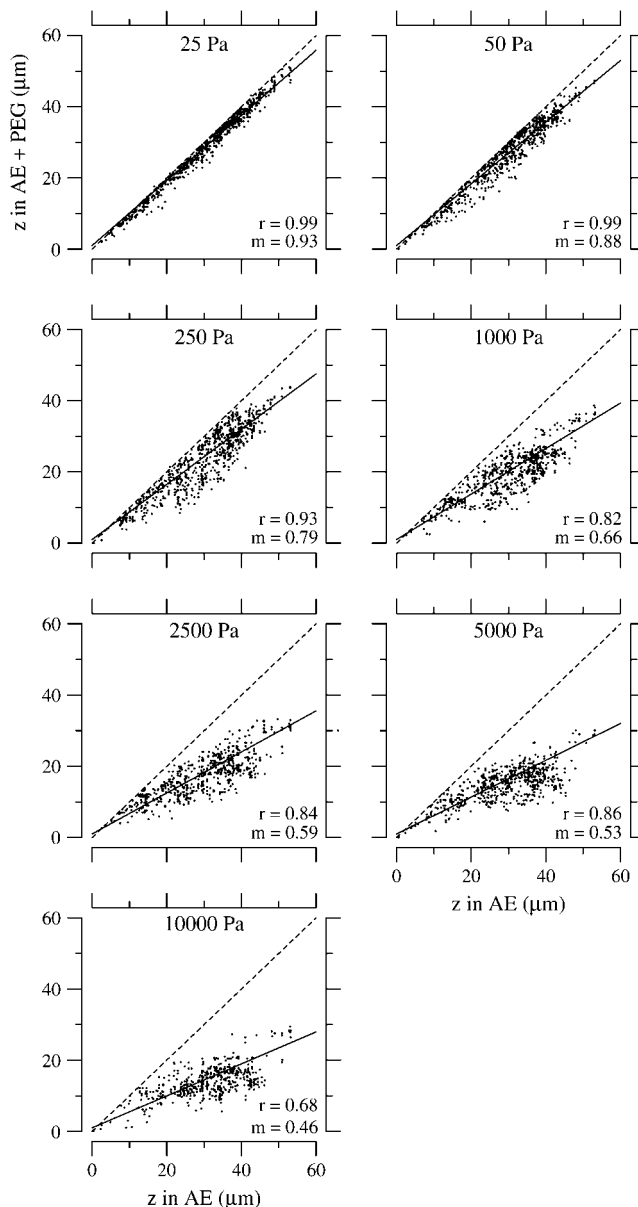 25 Pa
50 Pa
60
40
20
0
z in AE + PEG (μm)
r = 0.99
m = 0.93
r = 0.99
m = 0.88
250 Pa
1000 Pa
60
40
20
0
r = 0.93
m = 0.79
r = 0.82
m = 0.66
2500 Pa
5000 Pa
60
40
20
0
r = 0.84
m = 0.59
r = 0.86
m = 0.53
0 20 40 60
z in AE (μm)
10000 Pa
60
40
20
0
r = 0.68
m = 0.46
0 20 40 60
z in AE (μm)